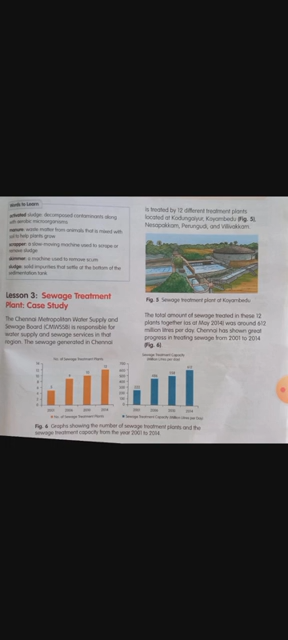 Words to Learn
activated sludge: decomposed contaminants along
with aerobic microorganisms
manure: waste matter from animals that is mixed with
soil to help plants grow
scrapper: a slow-moving machine used to scrape or
remove sludge
skimmer: a machine used to remove scum
sludge: solid impurities that settle at the bottom of the
sedimentation tank
Lesson 3: Sewage Treatment
Plant: Case Study
The Chennai Metropolitan Water Supply and
Sewage Board (CMWSSB) is responsible for
water supply and sewage services in that
region. The sewage generated in Chennai
is treated by 12 different treatment plants
located at Kodungaiyur, Koyambedu (Fig. 5),
Nesapakkam, Perungudi, and Villivakkam.
Fig. 5 Sewage treatment plant at Koyambedu
The total amount of sewage treated in these 12
plants together (as of May 2014) was around 612
million litres per day. Chennai has shown great
progress in treating sewage from 2001 to 2014
(Fig. 6).
No. of Sewage Treatment Plants
2001 2006 2010 2014
No. of Sewage Treatment Plants
Sewage Treatment Capacity
(Million Litres per day)
612
2001 2006 2010 2014
Sewage Treatment Capacity (Million Litres per Day)
Fig. 6 Graphs showing the number of sewage treatment plants and the
sewage treatment capacity from the year 2001 to 2014